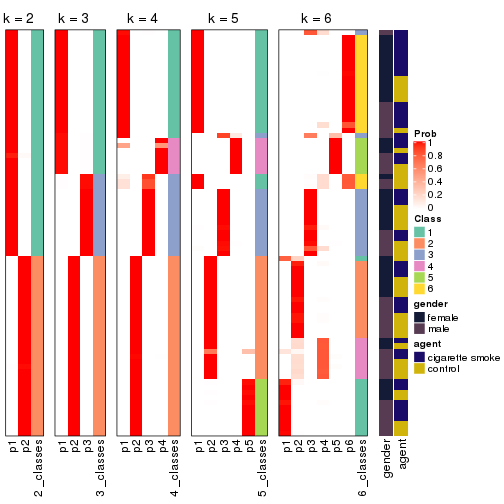 k = 2
k = 3
k = 4
k = 5
k = 6
Prob
1
0.8
0.6
0.4
0.2
0
Class
1
2
3
4
5
6
gender
female
male
agent
cigarette smoke
control
p1
p2
2_classes
p1
p2
p3
3_classes
p1
p2
p3
p4
4_classes
p1
p2
p3
p4
p5
5_classes
p1
p2
p3
p4
p5
p6
6_classes
gender
agent